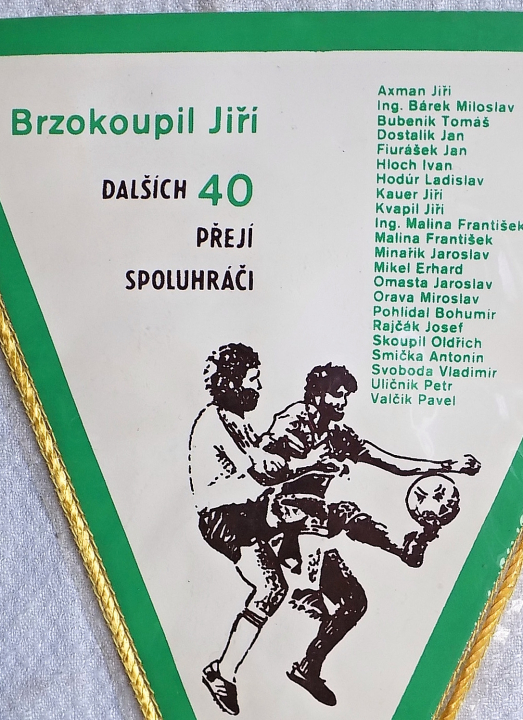 Brzokoupil Jiří
DALŠÍCH 40
PŘEJÍ
SPOLUHRÁČI
Axman Jiři
Ing. Bárek Miloslav
Bubeník Tomáš
Dostalík Jan
Fiurášek Jan
Hloch Ivan
Hodúr Ladislav
Kauer Jiří
Kvapil Jiří
Ing. Malina František
Malina František
Minařík Jaroslav
Mikel Erhard
Omasta Jaroslav
Orava Miroslav
Pohlídal Bohumír
Rajčák Josef
Skoupil Oldřich
Smička Antonin
Svoboda Vladimír
Uličník Petr
Valčík Pavel